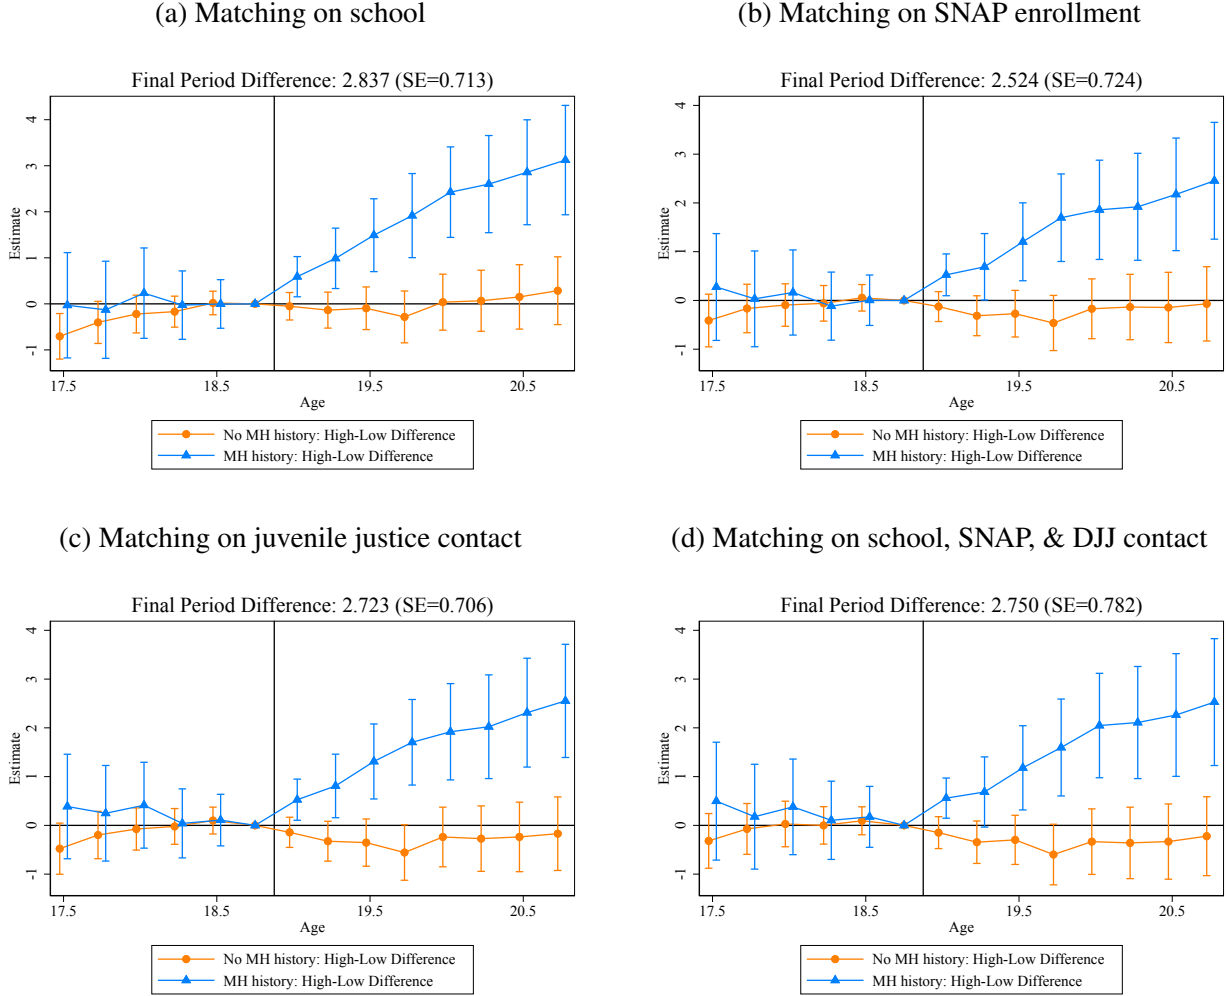 (a) Matching on school
Final Period Difference: 2.837 (SE=0.713)
Estimate
4
3
2
1
0
-1
17.5 18.5 19.5 20.5
Age
No MH history: High-Low Difference
MH history: High-Low Difference
(b) Matching on SNAP enrollment
Final Period Difference: 2.524 (SE=0.724)
Estimate
4
3
2
1
0
-1
17.5 18.5 19.5 20.5
Age
No MH history: High-Low Difference
MH history: High-Low Difference
(c) Matching on juvenile justice contact
Final Period Difference: 2.723 (SE=0.706)
Estimate
4
3
2
1
0
-1
17.5 18.5 19.5 20.5
Age
No MH history: High-Low Difference
MH history: High-Low Difference
(d) Matching on school, SNAP, & DJJ contact
Final Period Difference: 2.750 (SE=0.782)
Estimate
4
3
2
1
0
-1
17.5 18.5 19.5 20.5
Age
No MH history: High-Low Difference
MH history: High-Low Difference